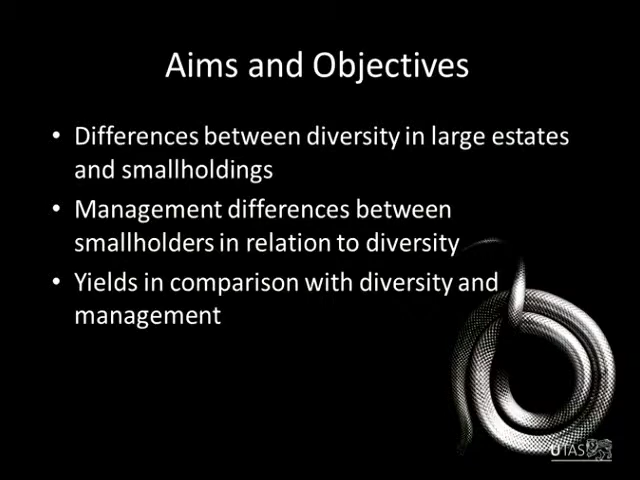 Aims and Objectives
• Differences between diversity in large estates
and smallholdings
• Management differences between
smallholders in relation to diversity
• Yields in comparison with diversity and
management
UTAS